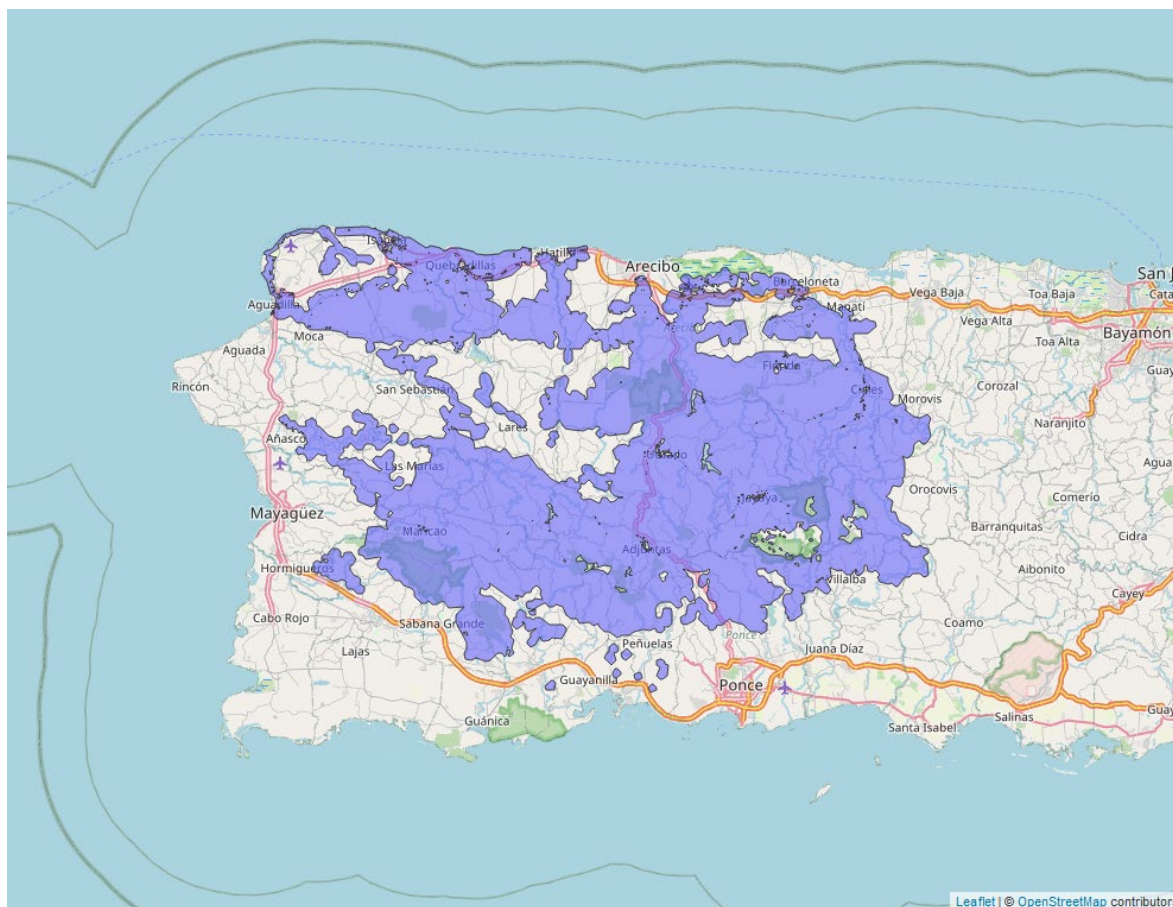 Isabela
Hatillo
Quebradillas
Arecibo
Barceloneta
San J
Cata
Aguadilla
Manatí
Vega Baja
Toa Baja
Vega Alta
Bayamón
Moca
Toa Alta
Aguada
Florida
Guay
Rincón
San Sebastián
Ciales
Corozal
Morovis
Lares
Naranjito
Añasco
Las Marías
Utuado
Agua
Orocovis
Jayuya
Comerío
Mayagüez
Barranquitas
Maricao
Cidra
Adjuntas
Hormigueros
Aibonito
Villalba
Cayey
Cabo Rojo
Sabana Grande
Coamo
Ponce
Peñuelas
Juana Díaz
Lajas
Guayanilla
Ponce
Guánica
Salinas
Guay
Santa Isabel
Leaflet | © OpenStreetMap contributor